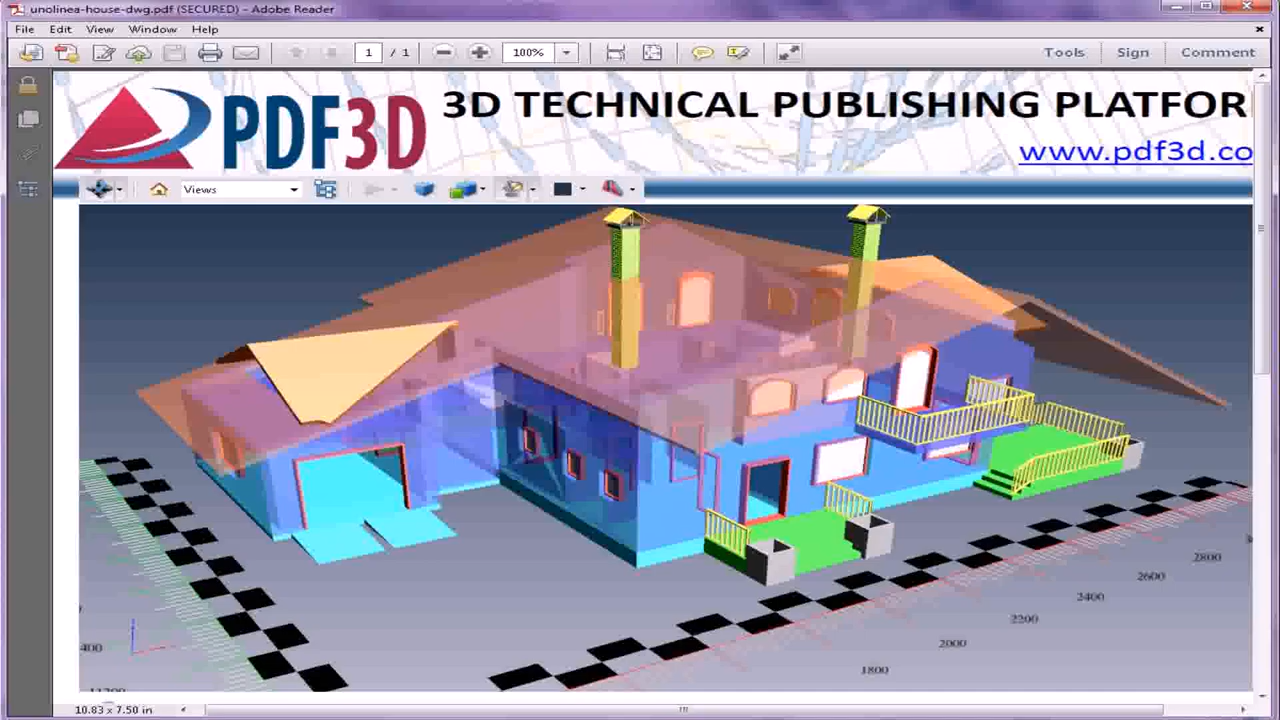 unolinea-house-dwg.pdf (SECURED) - Adobe Reader
File Edit View Window Help
1 / 1 100% Tools Sign Comment
PDF3D
3D TECHNICAL PUBLISHING PLATFOR
www.pdf3d.co
Views
2800
2600
2400
2200
2000
1800
400
10.83 x 7.50 in